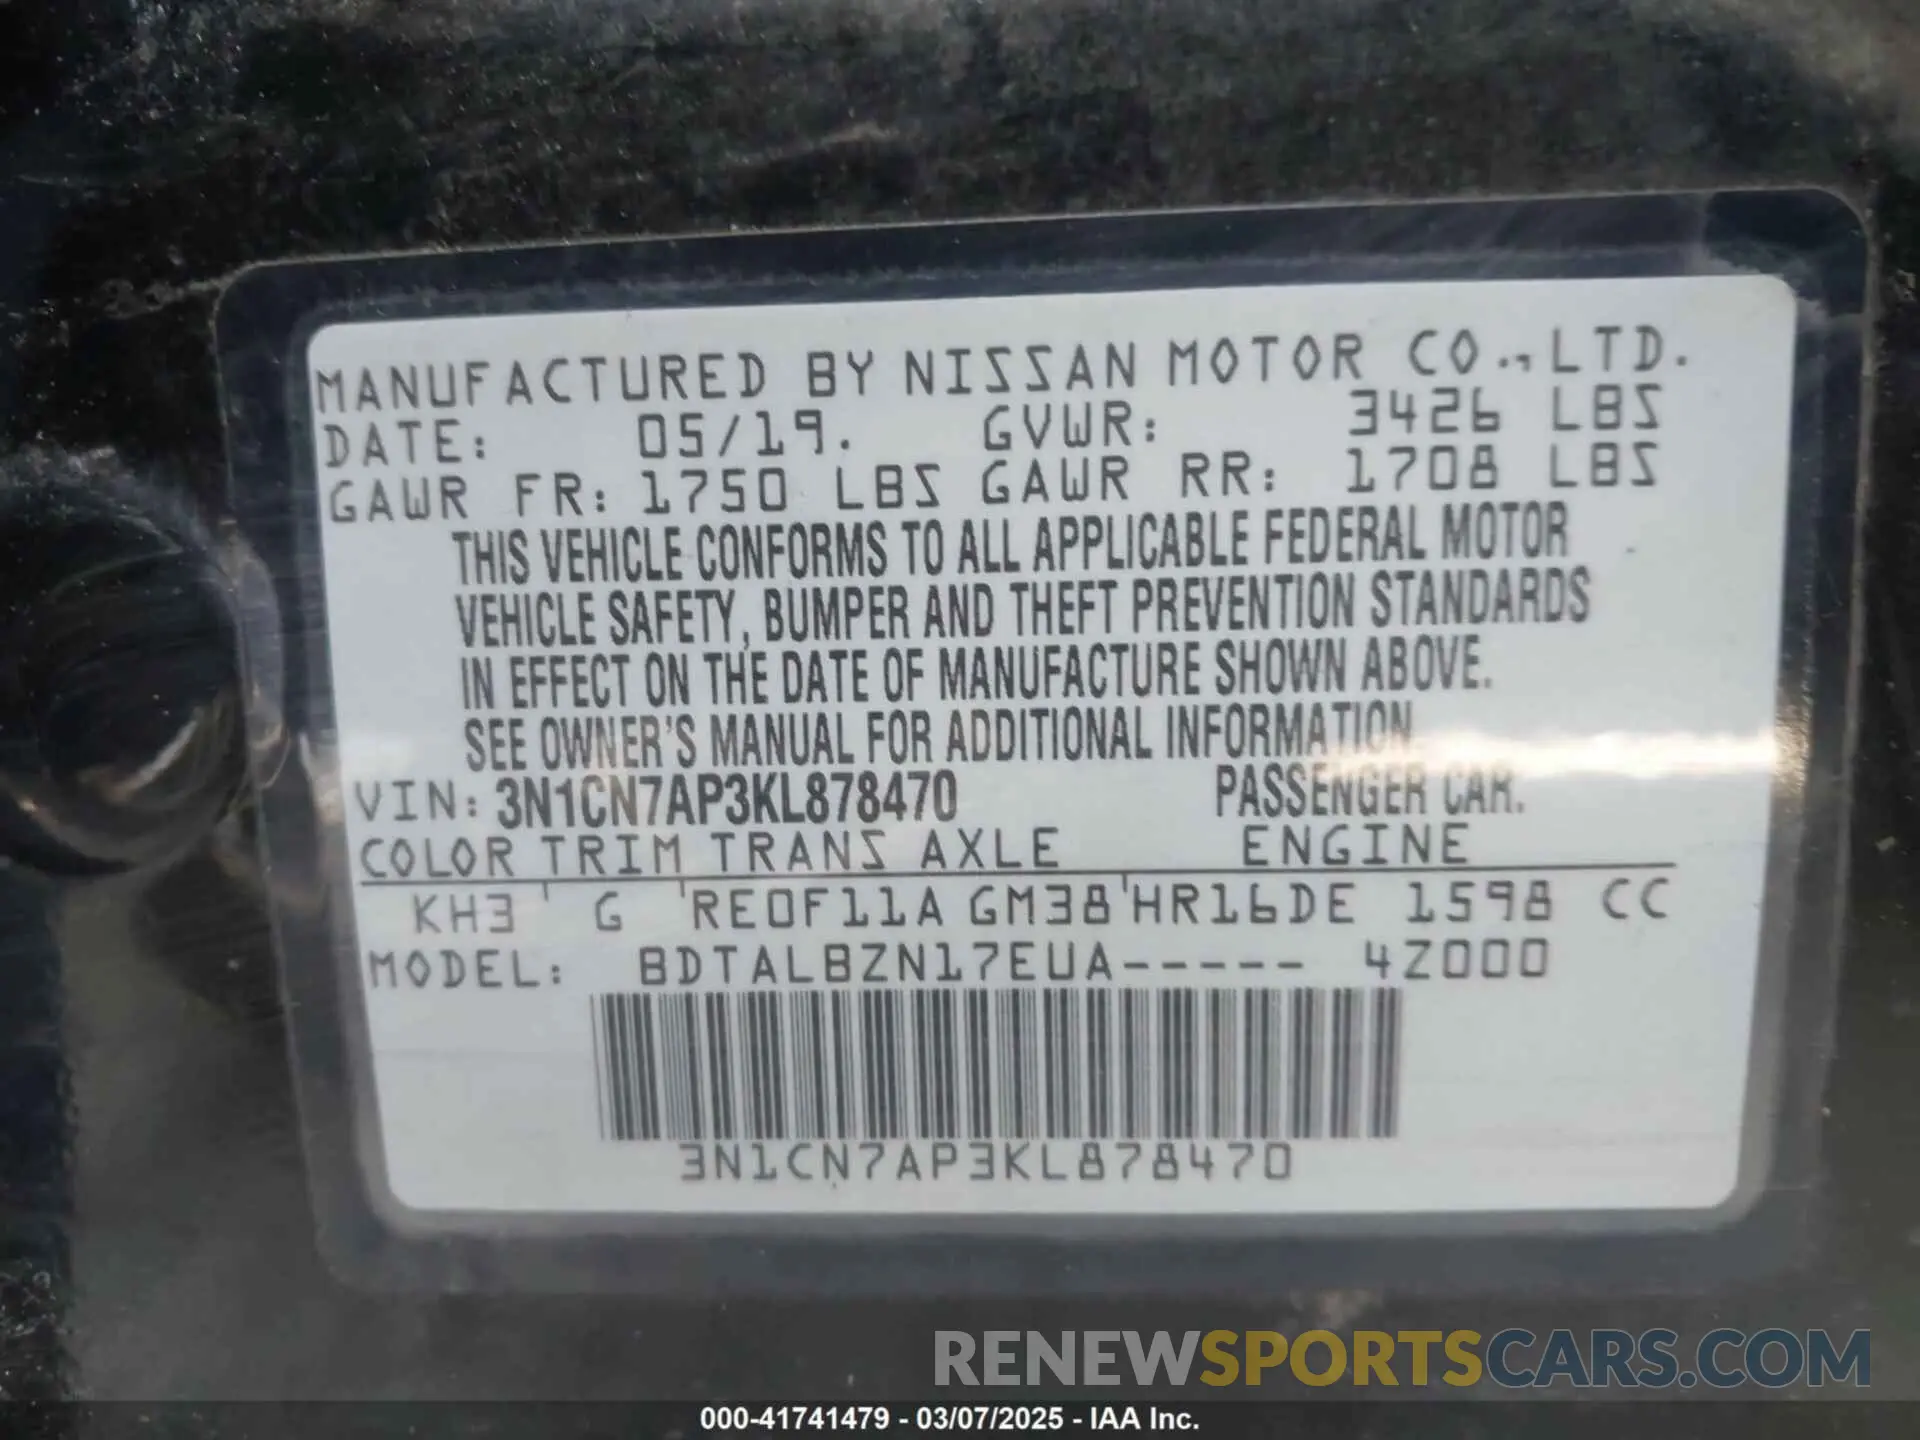 MANUFACTURED BY NISSAN MOTOR CO., LTD.
DATE: 05/19. GVWR: 3426 LBS
GAWR FR: 1750 LBS GAWR RR: 1708 LBS
THIS VEHICLE CONFORMS TO ALL APPLICABLE FEDERAL MOTOR
VEHICLE SAFETY, BUMPER AND THEFT PREVENTION STANDARDS
IN EFFECT ON THE DATE OF MANUFACTURE SHOWN ABOVE.
SEE OWNER'S MANUAL FOR ADDITIONAL INFORMATION
VIN: 3N1CN7AP3KL878470 PASSENGER CAR.
COLOR TRIM TRANS AXLE ENGINE
KH3 G RE0F11A GM38 HR16DE 1598 CC
MODEL: BDTALBZN17EUA----- 4Z000
3N1CN7AP3KL878470
RENEWSPORTSCARS.COM
000-41741479 - 03/07/2025 - IAA Inc.